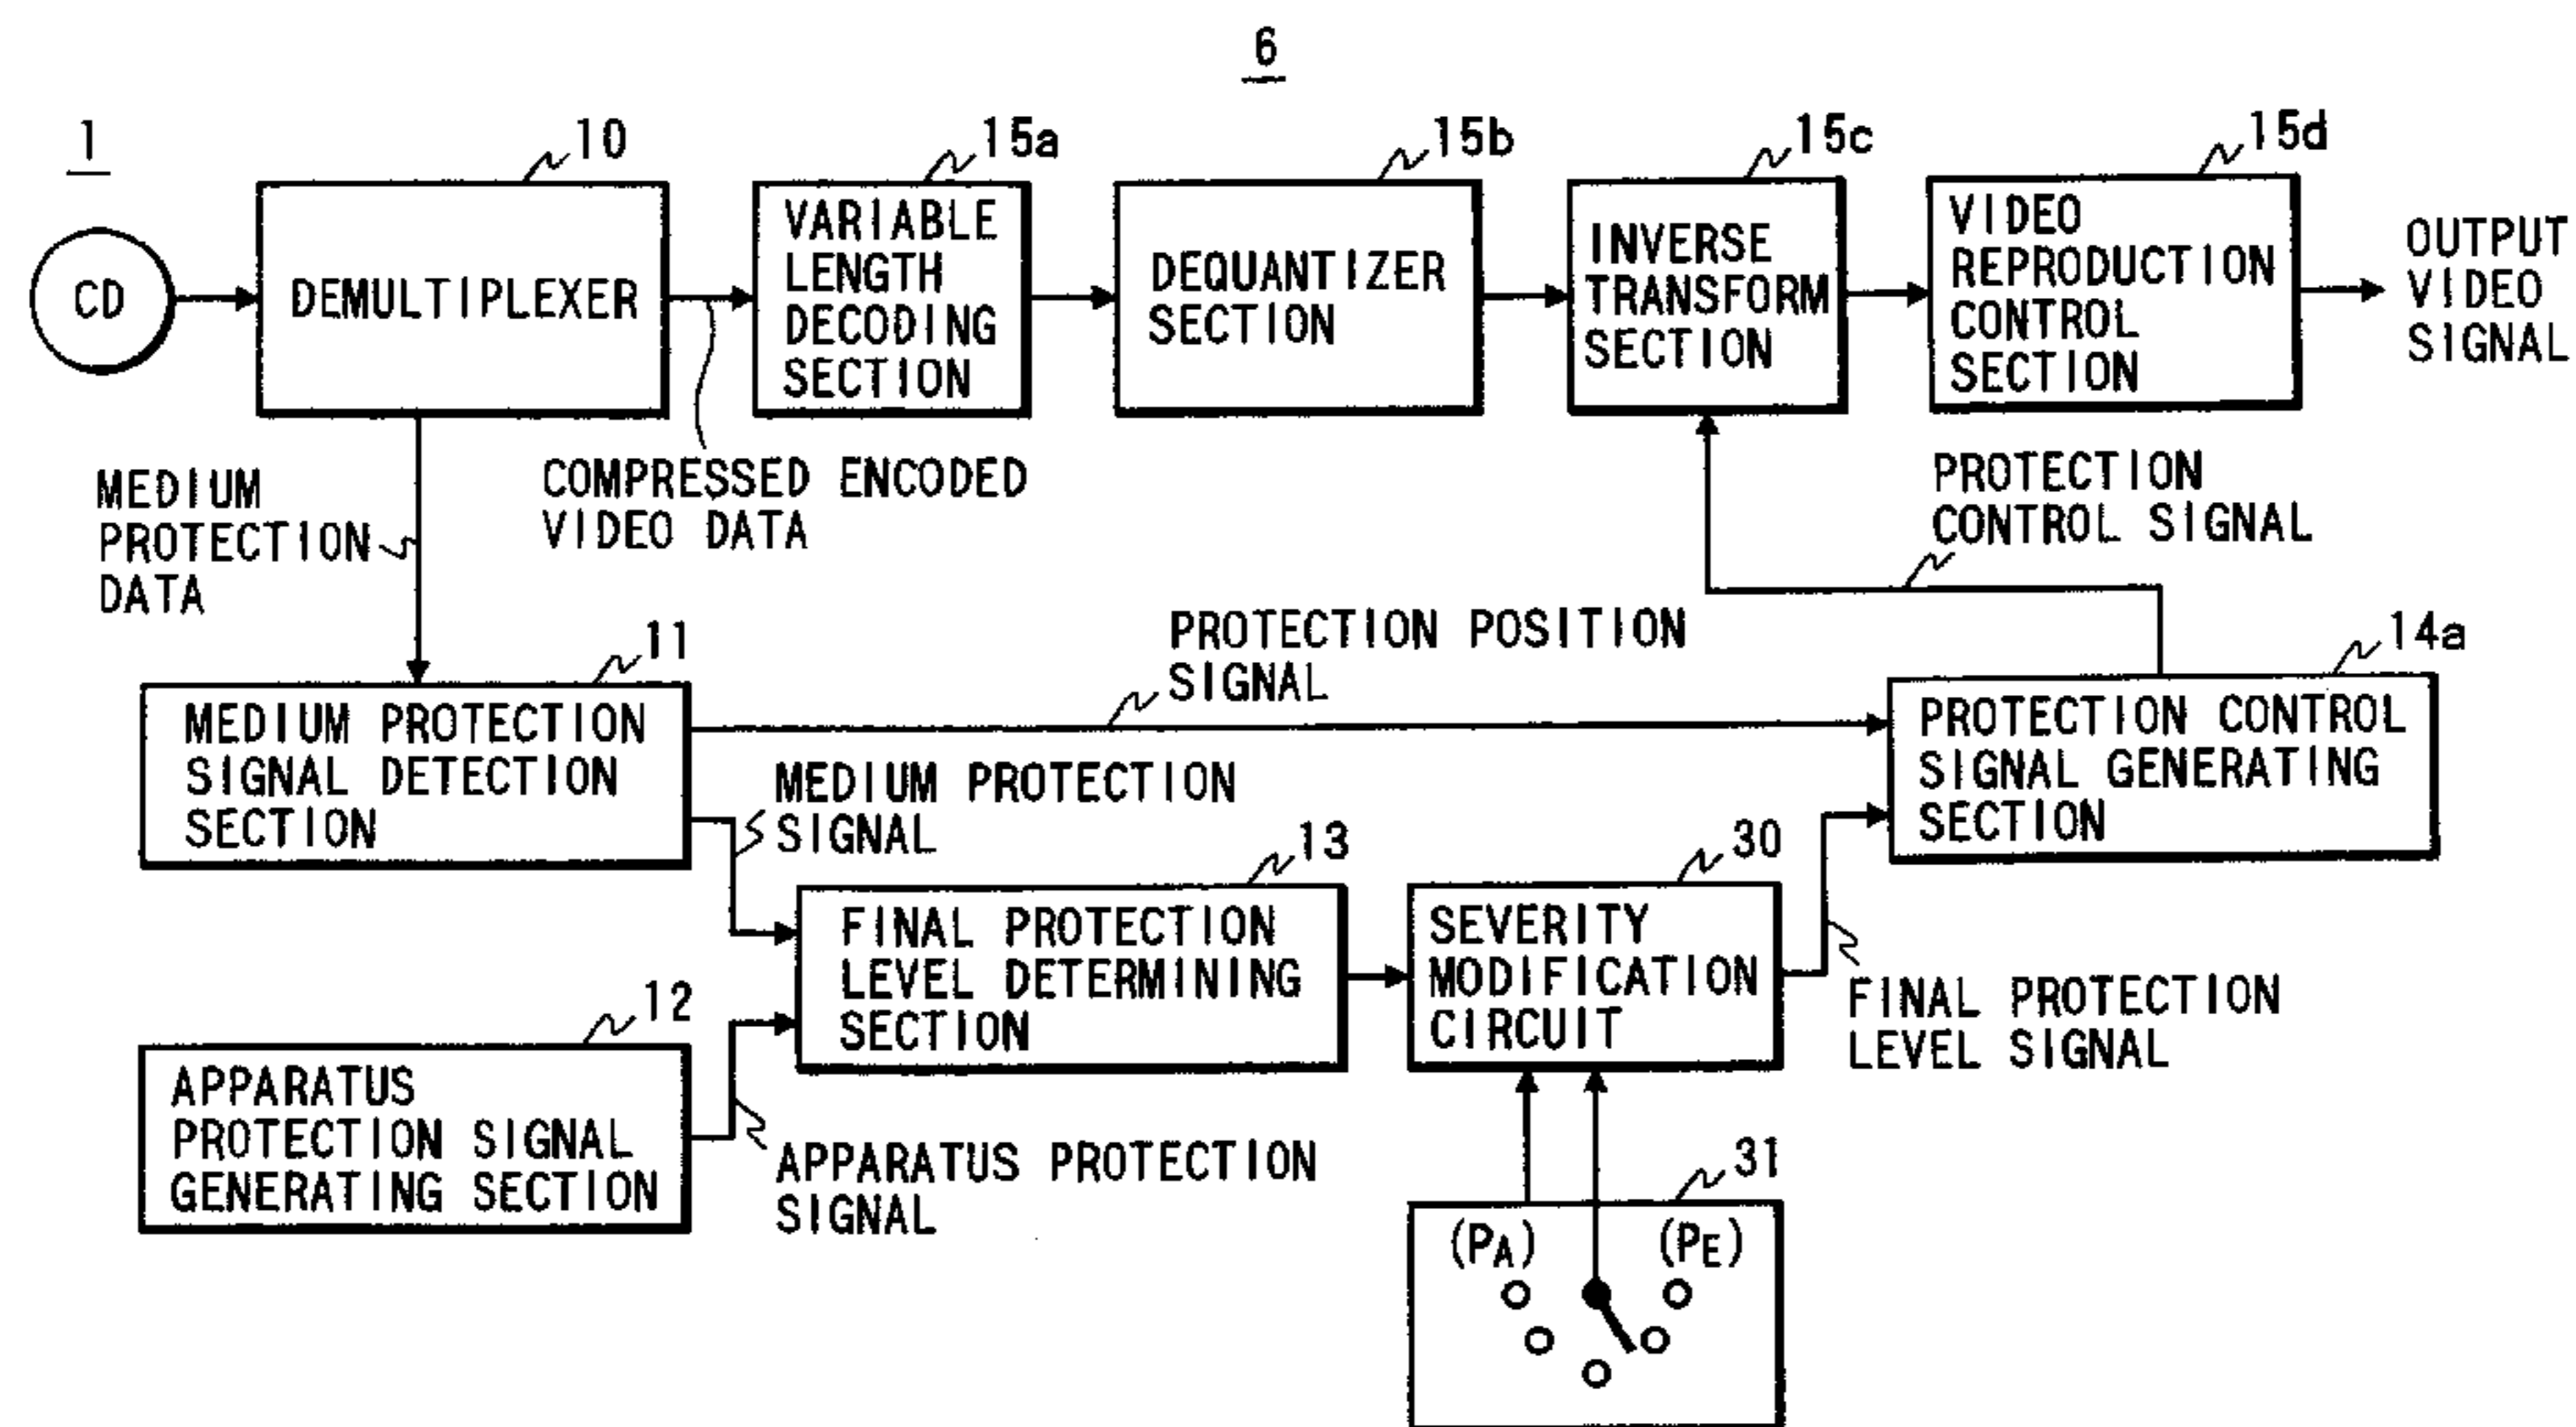 6
1
10
15a
15b
15c
15d
CD
DEMULTIPLEXER
VARIABLE
LENGTH
DECODING
SECTION
DEQUANTIZER
SECTION
INVERSE
TRANSFORM
SECTION
VIDEO
REPRODUCTION
CONTROL
SECTION
OUTPUT
VIDEO
SIGNAL
MEDIUM
PROTECTION
DATA
COMPRESSED ENCODED
VIDEO DATA
PROTECTION
CONTROL SIGNAL
11
PROTECTION POSITION
SIGNAL
14a
MEDIUM PROTECTION
SIGNAL DETECTION
SECTION
MEDIUM PROTECTION
SIGNAL
PROTECTION CONTROL
SIGNAL GENERATING
SECTION
13
30
FINAL PROTECTION
LEVEL DETERMINING
SECTION
SEVERITY
MODIFICATION
CIRCUIT
FINAL PROTECTION
LEVEL SIGNAL
12
APPARATUS
PROTECTION SIGNAL
GENERATING SECTION
APPARATUS PROTECTION
SIGNAL
31
(PA)
(PE)